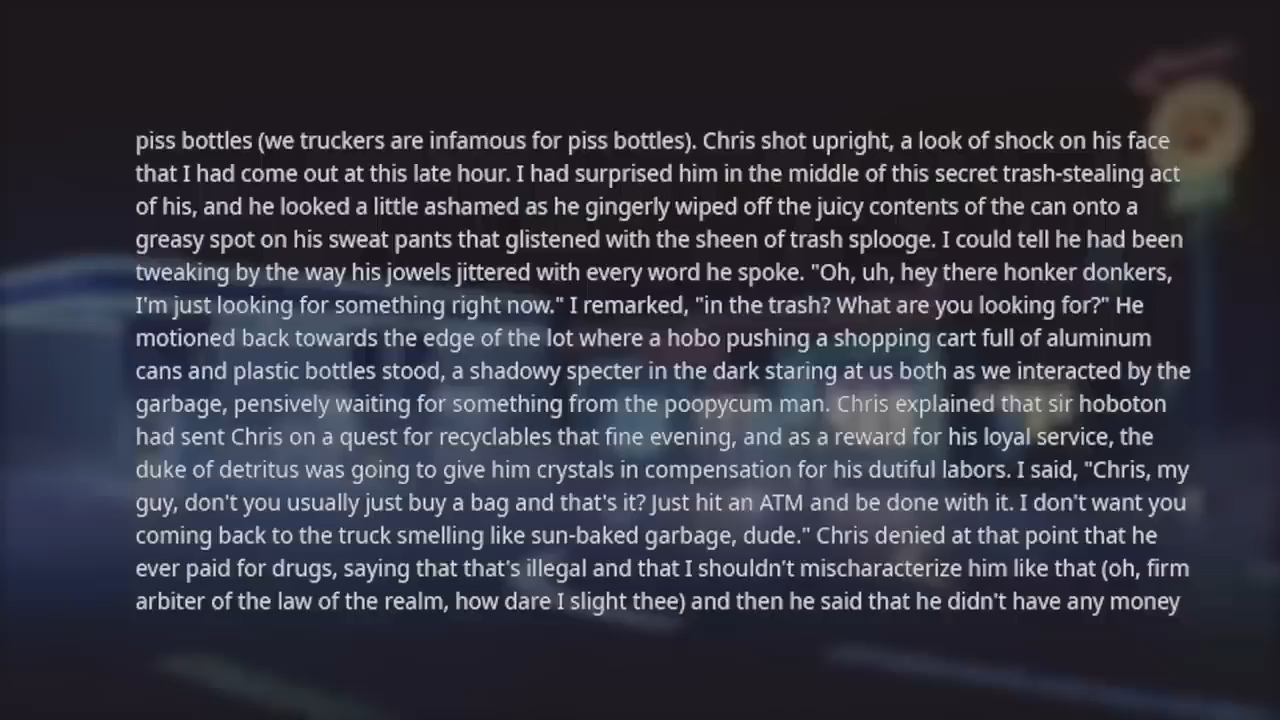 piss bottles (we truckers are infamous for piss bottles). Chris shot upright, a look of shock on his face
that I had come out at this late hour. I had surprised him in the middle of this secret trash-stealing act
of his, and he looked a little ashamed as he gingerly wiped off the juicy contents of the can onto a
greasy spot on his sweat pants that glistened with the sheen of trash splooge. I could tell he had been
tweaking by the way his jowels jittered with every word he spoke. "Oh, uh, hey there honker donkers,
I'm just looking for something right now." I remarked, "in the trash? What are you looking for?" He
motioned back towards the edge of the lot where a hobo pushing a shopping cart full of aluminum
cans and plastic bottles stood, a shadowy specter in the dark staring at us both as we interacted by the
garbage, pensively waiting for something from the poopycum man. Chris explained that sir hoboton
had sent Chris on a quest for recyclables that fine evening, and as a reward for his loyal service, the
duke of detritus was going to give him crystals in compensation for his dutiful labors. I said, "Chris, my
guy, don't you usually just buy a bag and that's it? Just hit an ATM and be done with it. I don't want you
coming back to the truck smelling like sun-baked garbage, dude." Chris denied at that point that he
ever paid for drugs, saying that that's illegal and that I shouldn't mischaracterize him like that (oh, firm
arbiter of the law of the realm, how dare I slight thee) and then he said that he didn't have any money